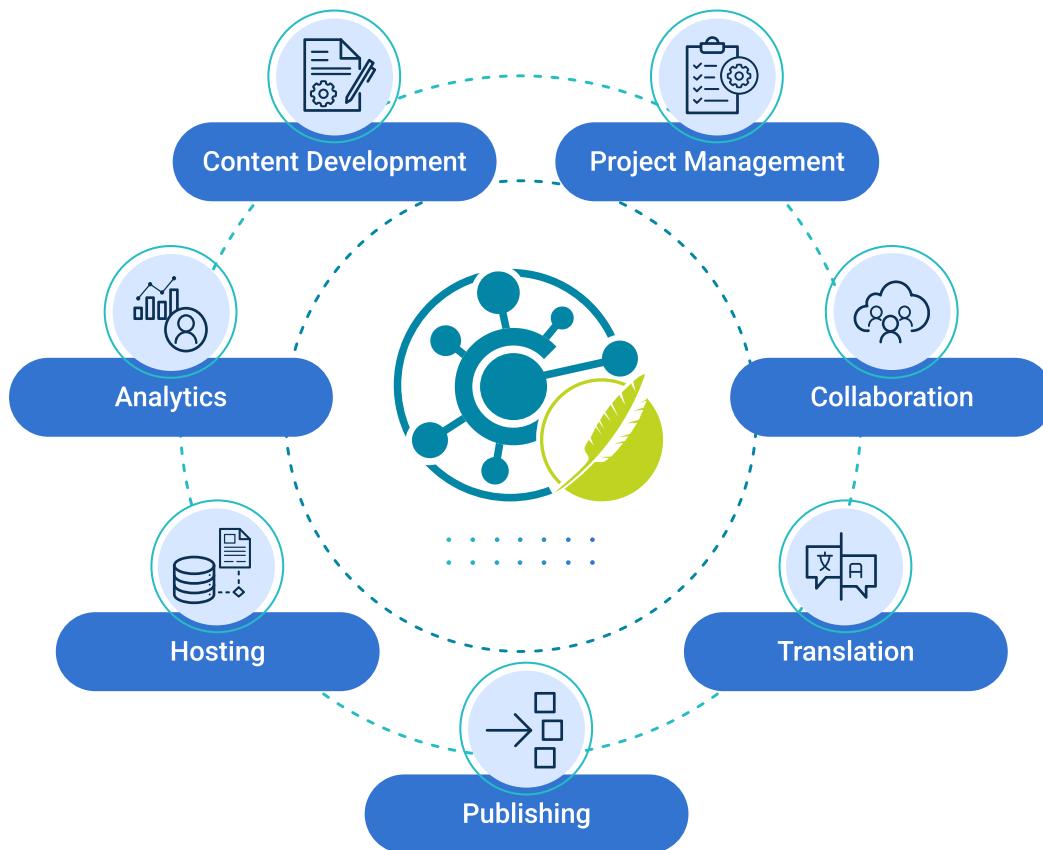 Content Development
Project Management
Analytics
Collaboration
Hosting
Translation
Publishing